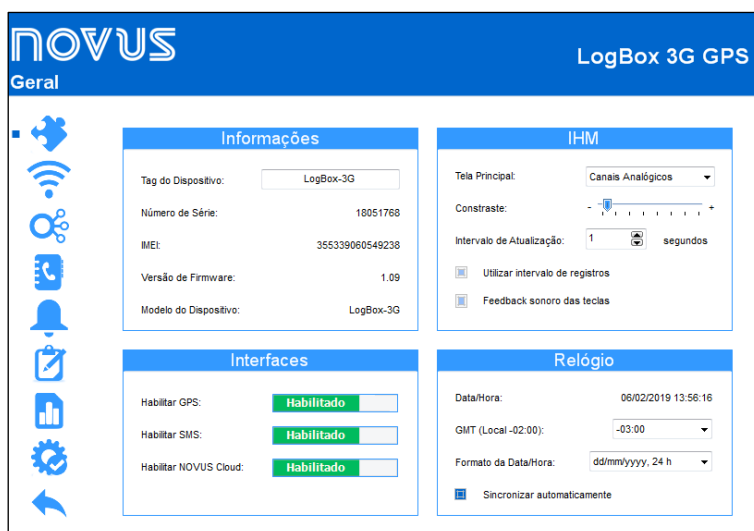 NOVUS
LogBox 3G GPS
Geral
Informações
Tag do Dispositivo: LogBox-3G
Número de Série: 18051768
IMEI: 355339060549238
Versão de Firmware: 1.09
Modelo do Dispositivo: LogBox-3G
IHM
Tela Principal: Canais Analógicos
Constraste: - +
Intervalo de Atualização: 1 segundos
Utilizar intervalo de registros
Feedback sonoro das teclas
Interfaces
Habilitar GPS: Habilitado
Habilitar SMS: Habilitado
Habilitar NOVUS Cloud: Habilitado
Relógio
Data/Hora: 06/02/2019 13:56:16
GMT (Local -02:00): -03:00
Formato da Data/Hora: dd/mm/yyyy, 24 h
Sincronizar automaticamente